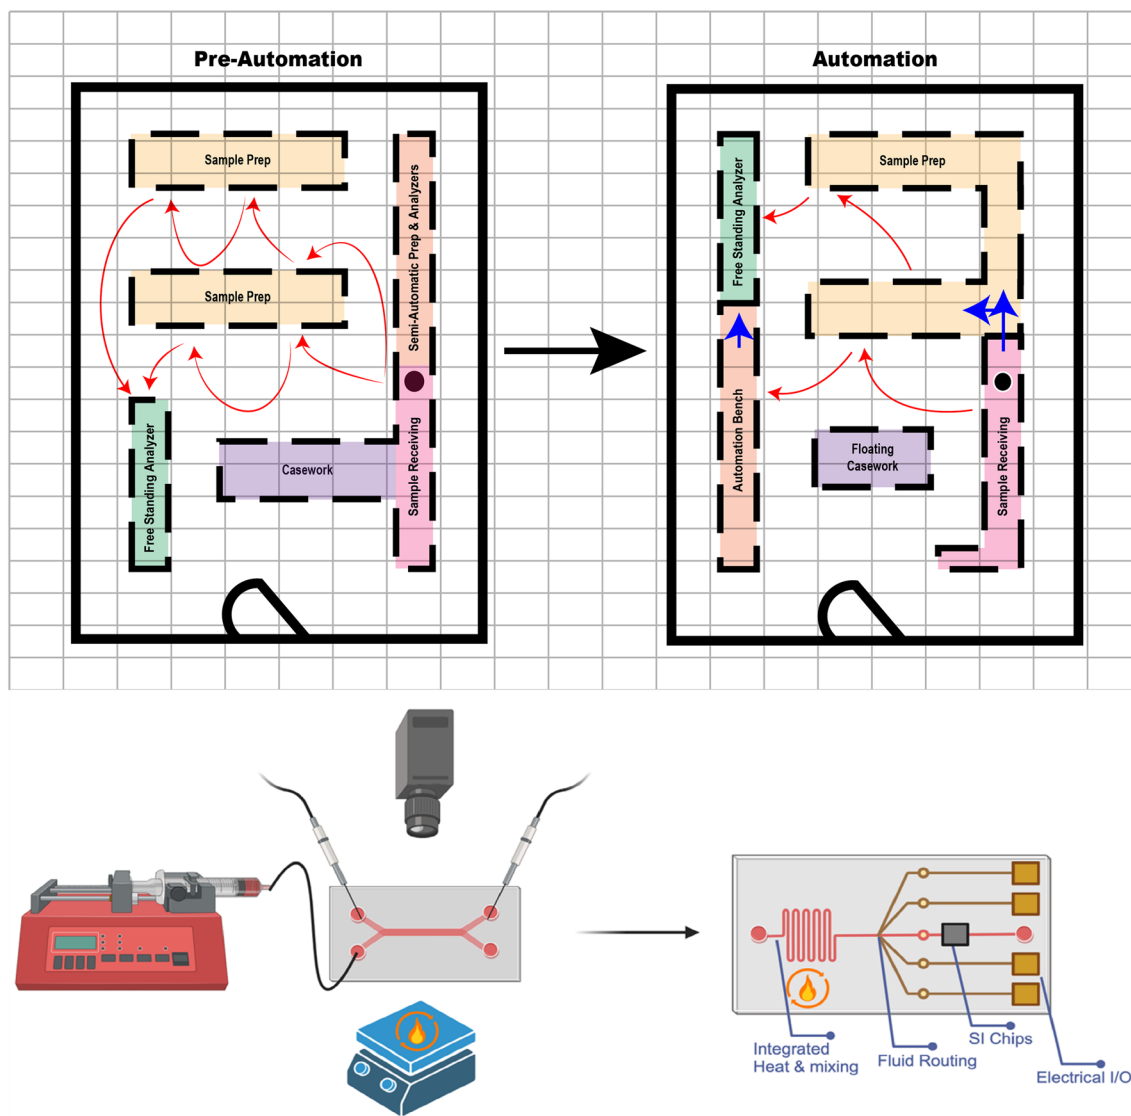 Pre-Automation
Automation
Sample Prep
Semi-Automatic Prep & Analyzers
Sample Prep
Casework
Sample Receiving
Free Standing Analyzer
Free Standing Analyzer
Sample Prep
Automation Bench
Floating
Casework
Sample Receiving
Integrated
Heat & mixing
Fluid Routing
SI Chips
Electrical I/O